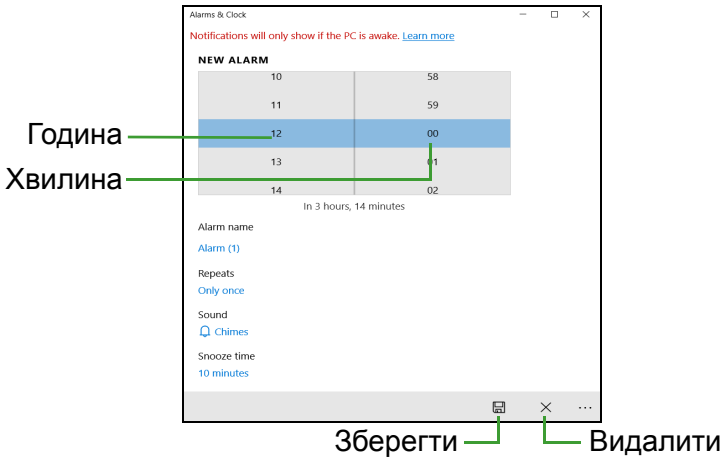 Alarms & Clock
Notifications will only show if the PC is awake. Learn more
NEW ALARM
10 58
11 59
Година 12 00
13 01
Хвилина
14 02
In 3 hours, 14 minutes
Alarm name
Alarm (1)
Repeats
Only once
Sound
Chimes
Snooze time
10 minutes
...
Зберегти Видалити